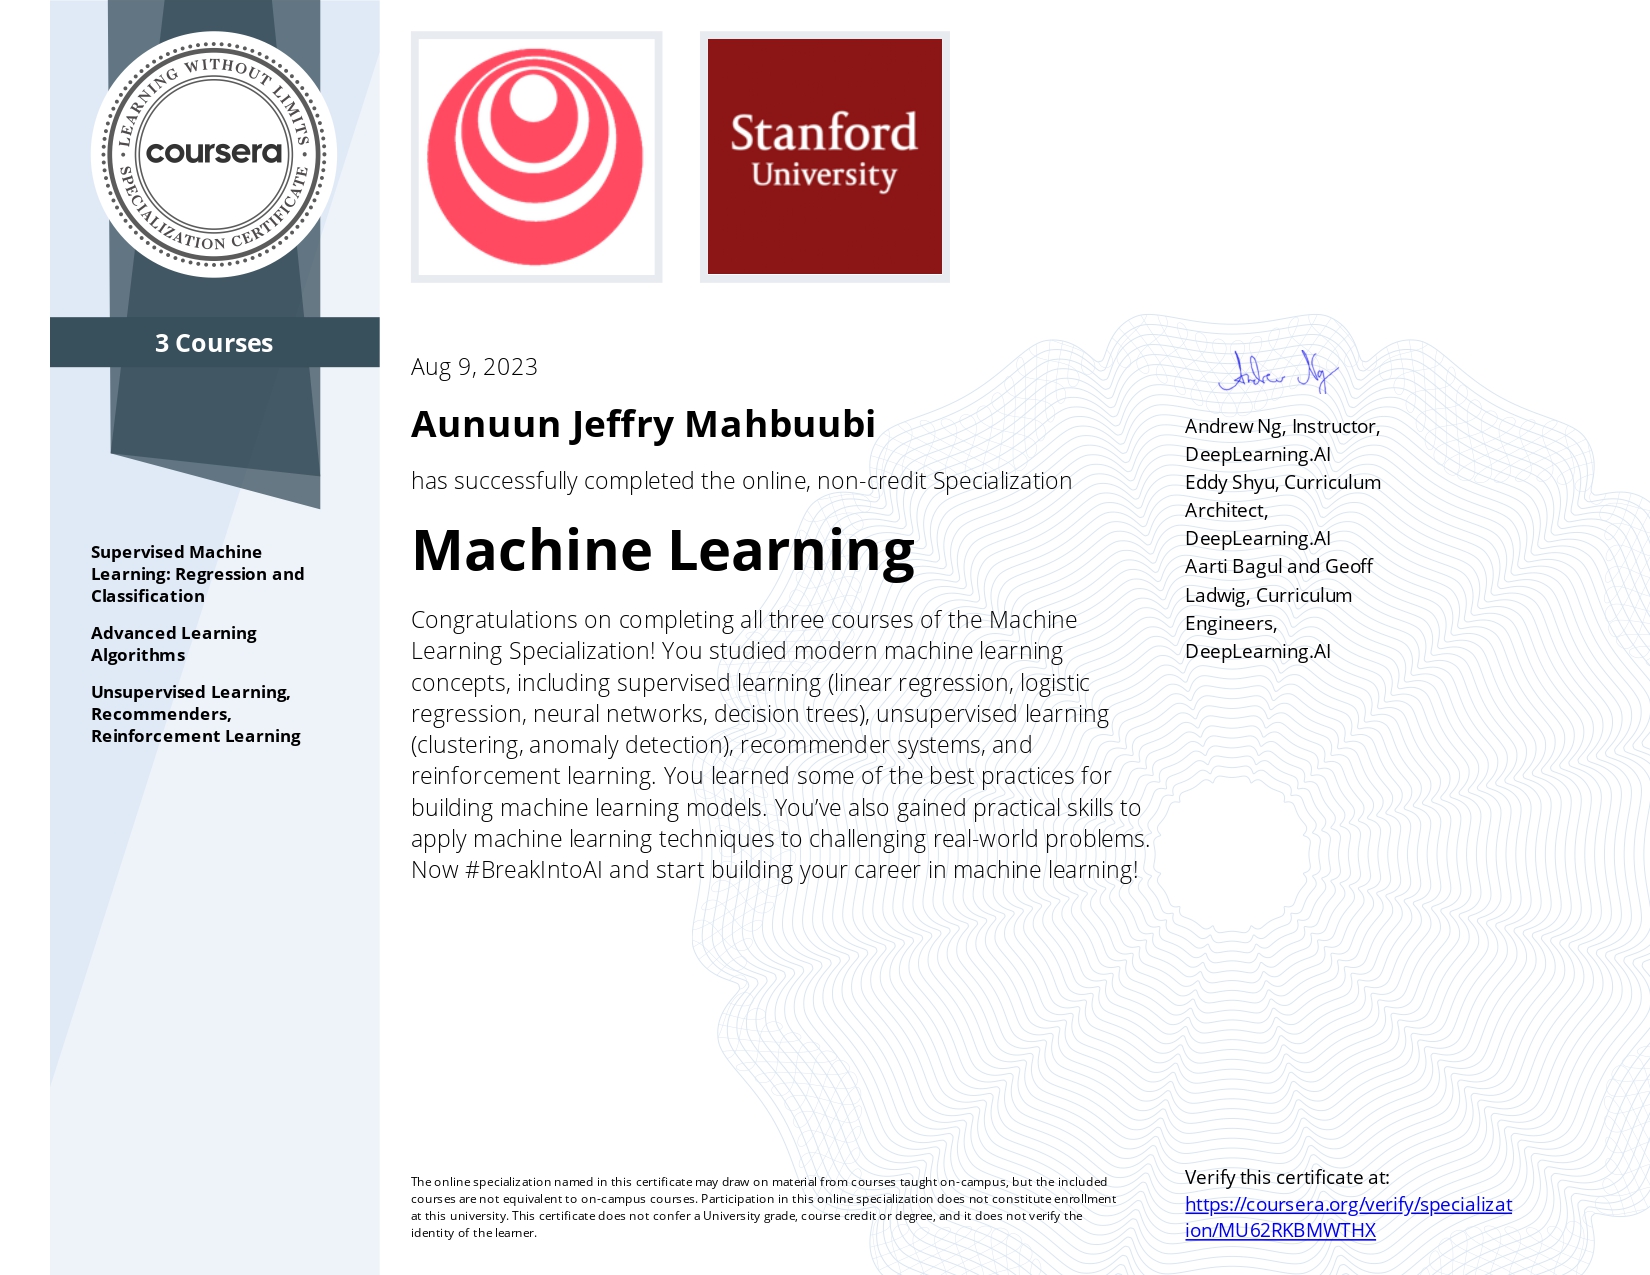 LEARNING WITHOUT LIMITS
coursera
SPECIALIZATION CERTIFICATE
3 Courses
Supervised Machine
Learning: Regression and
Classification
Advanced Learning
Algorithms
Unsupervised Learning,
Recommenders,
Reinforcement Learning
Stanford
University
Aug 9, 2023
Aunuun Jeffry Mahbuubi
has successfully completed the online, non-credit Specialization
Machine Learning
Congratulations on completing all three courses of the Machine
Learning Specialization! You studied modern machine learning
concepts, including supervised learning (linear regression, logistic
regression, neural networks, decision trees), unsupervised learning
(clustering, anomaly detection), recommender systems, and
reinforcement learning. You learned some of the best practices for
building machine learning models. You’ve also gained practical skills to
apply machine learning techniques to challenging real-world problems.
Now #BreakIntoAI and start building your career in machine learning!
Andrew Ng
Andrew Ng, Instructor,
DeepLearning.AI
Eddy Shyu, Curriculum
Architect,
DeepLearning.AI
Aarti Bagul and Geoff
Ladwig, Curriculum
Engineers,
DeepLearning.AI
The online specialization named in this certificate may draw on material from courses taught on-campus, but the included
courses are not equivalent to on-campus courses. Participation in this online specialization does not constitute enrollment
at this university. This certificate does not confer a University grade, course credit or degree, and it does not verify the
identity of the learner.
Verify this certificate at:
https://coursera.org/verify/specializat
ion/MU62RKBMWTHX